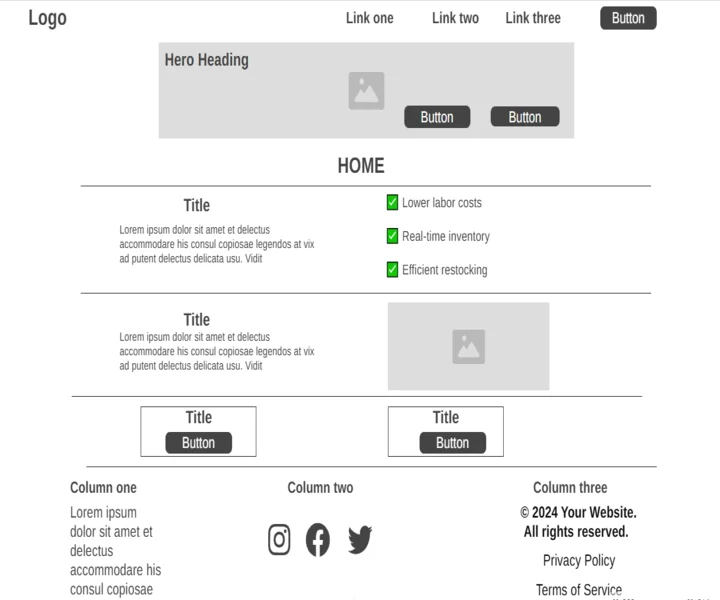 Logo
Link one
Link two
Link three
Button
Hero Heading
Button
Button
HOME
Title
Lorem ipsum dolor sit amet et delectus
accommodare his consul copiosae legendos at vix
ad putent delectus delicata usu. Vidit
Lower labor costs
Real-time inventory
Efficient restocking
Title
Lorem ipsum dolor sit amet et delectus
accommodare his consul copiosae legendos at vix
ad putent delectus delicata usu. Vidit
Title
Button
Title
Button
Column one
Lorem ipsum
dolor sit amet et
delectus
accommodare his
consul copiosae
Column two
Column three
© 2024 Your Website.
All rights reserved.
Privacy Policy
Terms of Service